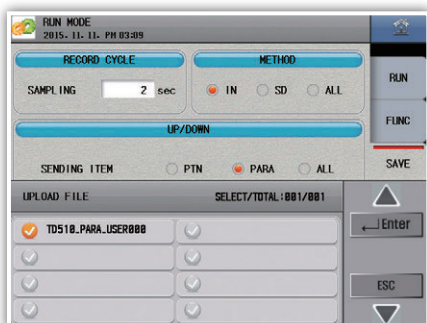 RUN MODE
2015. 11. 11. PM 03:09
RECORD CYCLE
METHOD
SAMPLING 2 sec
IN SD ALL
RUN
FUNC
UP/DOWN
SENDING ITEM PTN PARA ALL
SAVE
UPLOAD FILE SELECT/TOTAL:001/001
Enter
TD510_PARA_USER000
ESC